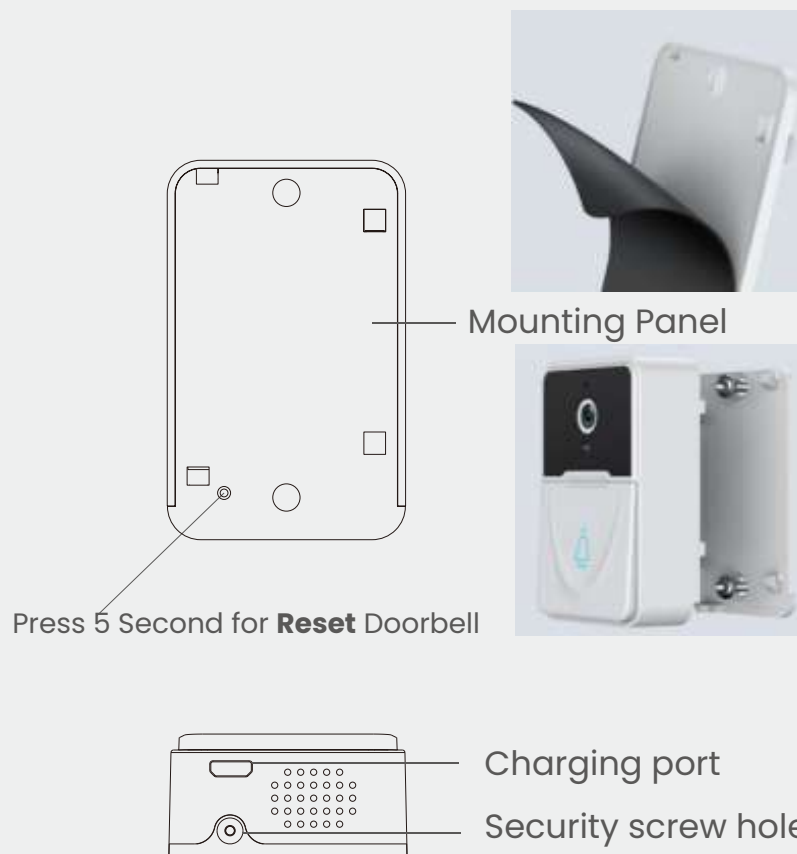 Mounting Panel
Press 5 Second for Reset Doorbell
Charging port
Security screw hole